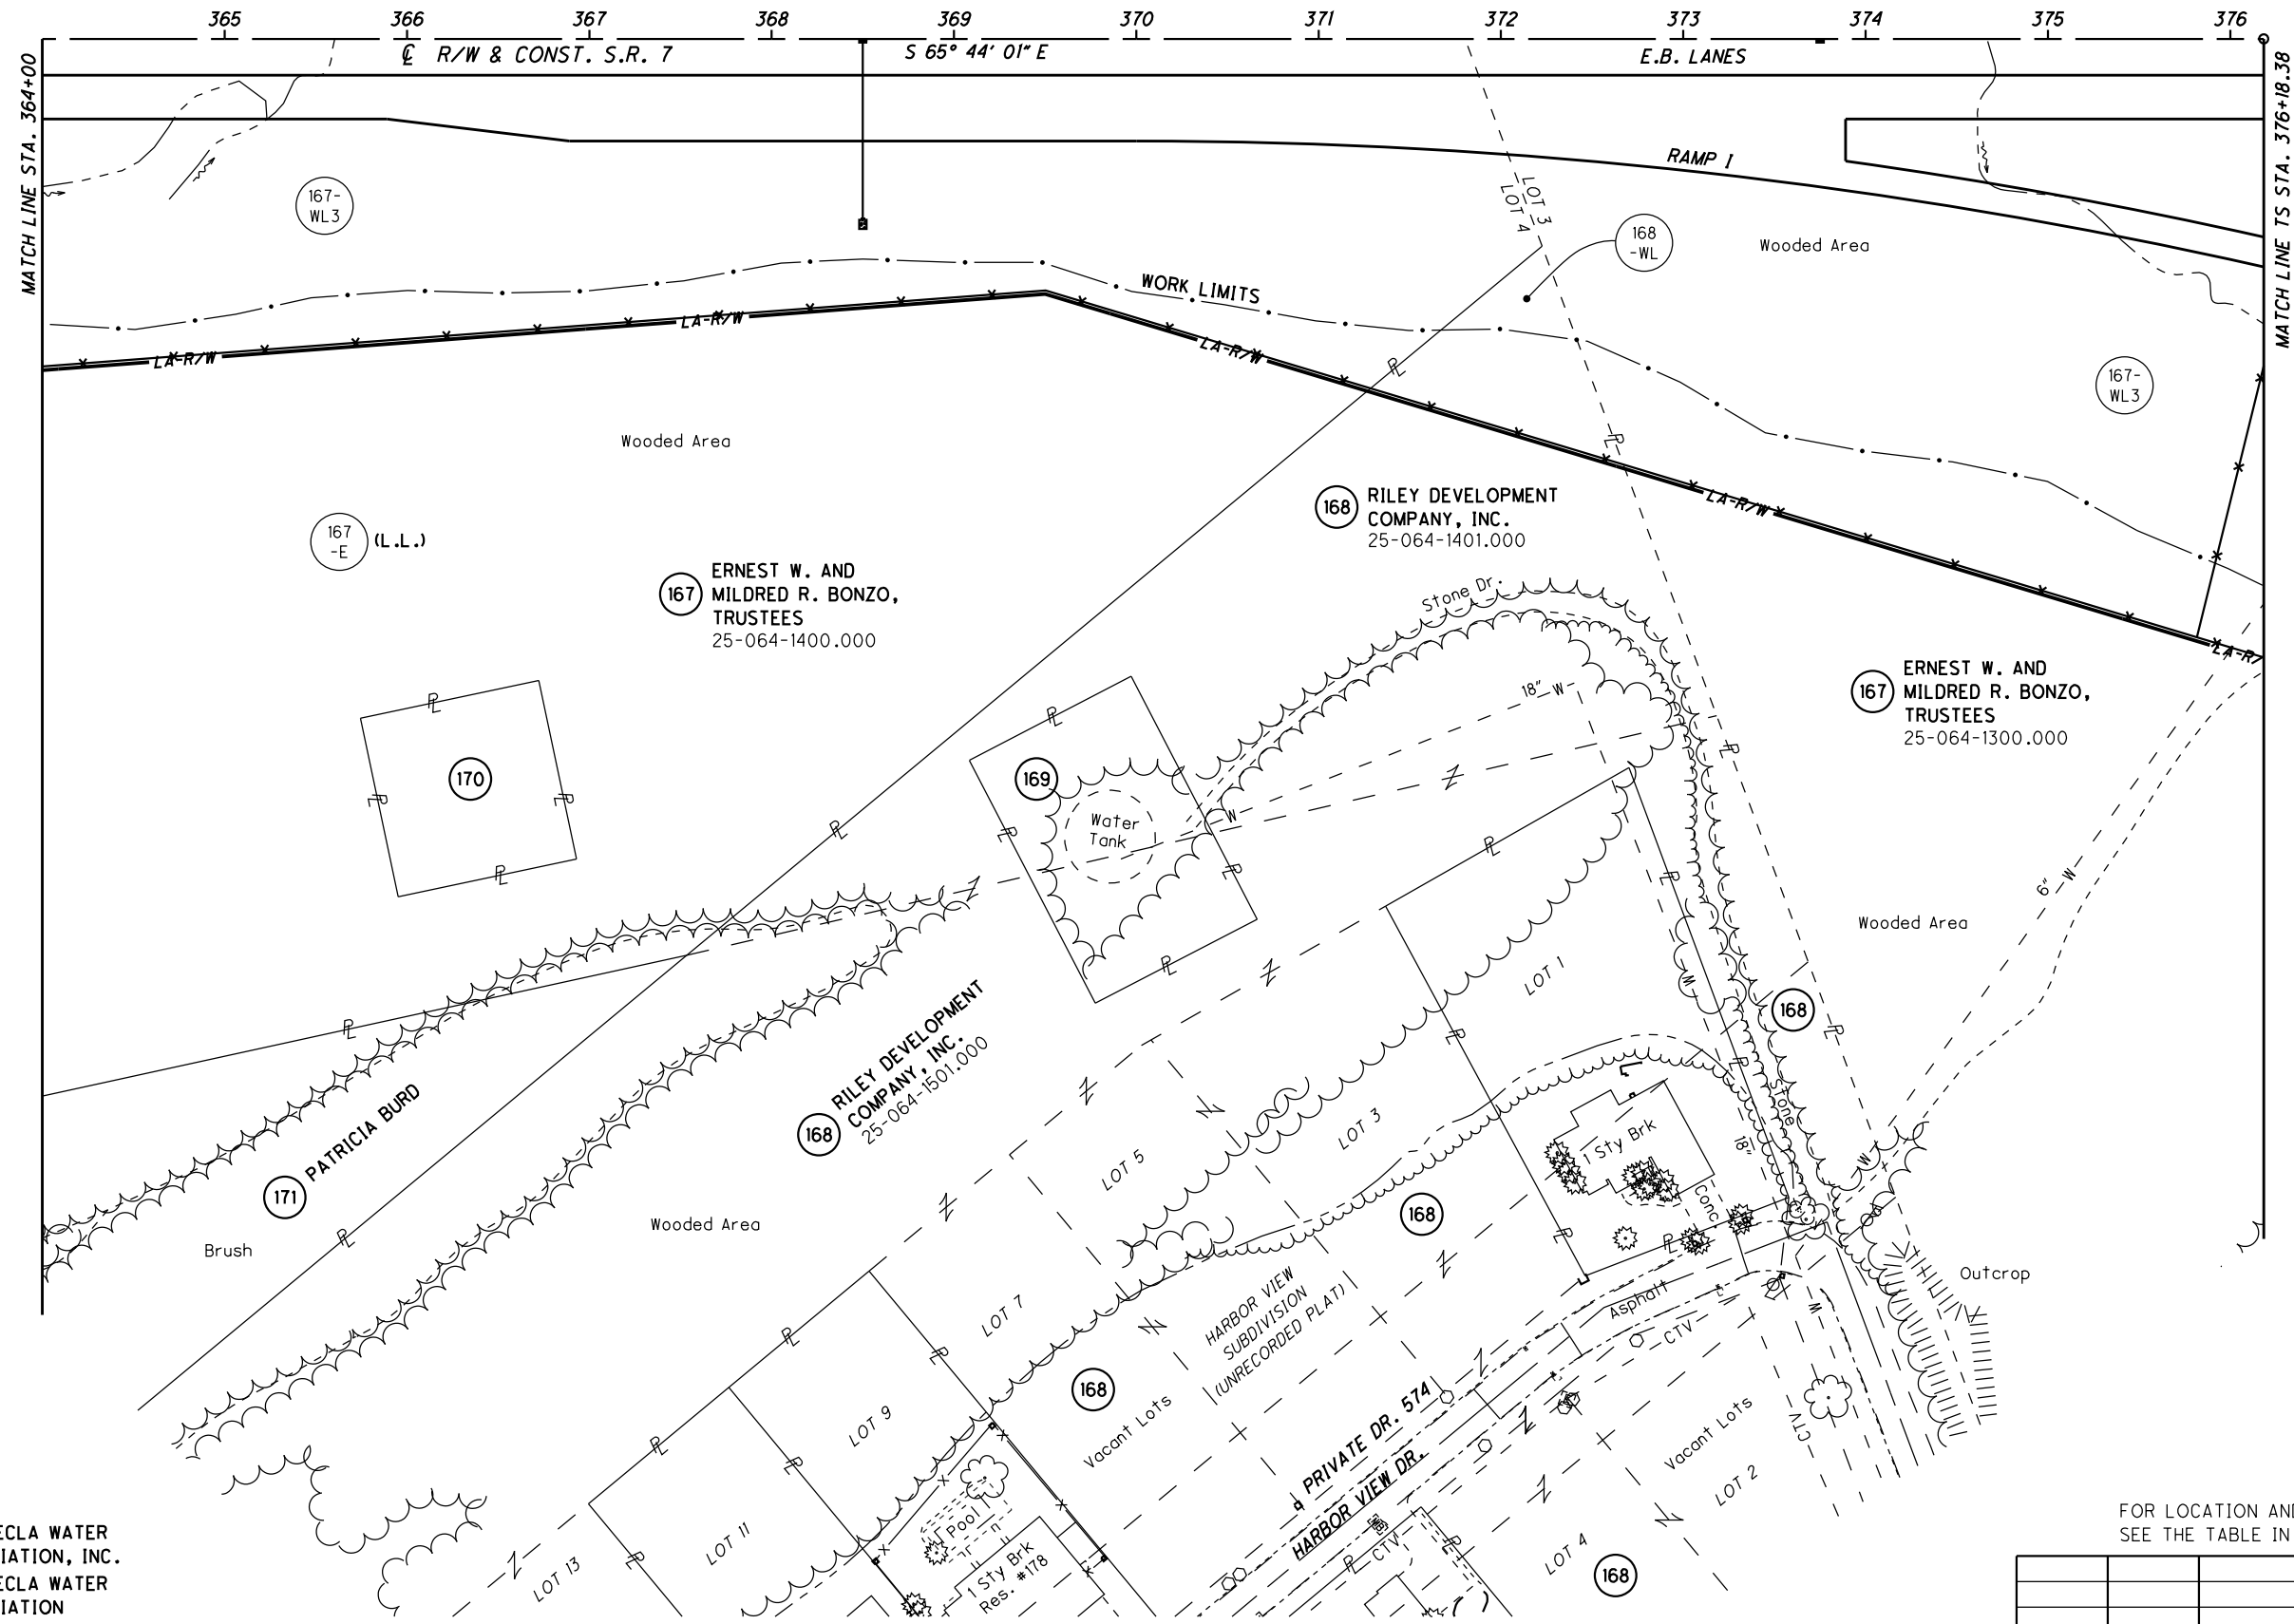 365 366 367 368 369 370 371 372 373 374 375 376
℄ R/W & CONST. S.R. 7
S 65° 44' 01" E
E.B. LANES
MATCH LINE STA. 364+00
MATCH LINE TS STA. 376+18.38
RAMP I
167-
WL3
LOT 3
LOT 4
168
-WL
Wooded Area
WORK LIMITS
LA-R/W
LA-R/W
LA-R/W
LA-R/W
LA-R/
167-
WL3
Wooded Area
167
-E
(L.L.)
167
ERNEST W. AND
MILDRED R. BONZO,
TRUSTEES
25-064-1400.000
168
RILEY DEVELOPMENT
COMPANY, INC.
25-064-1401.000
Stone Dr.
18" W
167
ERNEST W. AND
MILDRED R. BONZO,
TRUSTEES
25-064-1300.000
170
169
Water
Tank
W
6" W
Wooded Area
LOT 1
W
168
168
RILEY DEVELOPMENT
COMPANY, INC.
25-064-1501.000
171
PATRICIA BURD
Brush
Wooded Area
LOT 5
LOT 3
Stone
1 Sty Brk
18"
Conc
W
168
Outcrop
LOT 7
HARBOR VIEW
SUBDIVISION
(UNRECORDED PLAT)
Asphalt
CTV
W
168
Vacant Lots
LOT 9
PRIVATE DR. 574
HARBOR VIEW DR.
Vacant Lots
CTV
LOT 2
Pool
LOT 11
LOT 13
1 Sty Brk
Res. #178
MB
CTV
LOT 4
168
ECLA WATER
IATION, INC.
ECLA WATER
IATION
FOR LOCATION AN
SEE THE TABLE IN